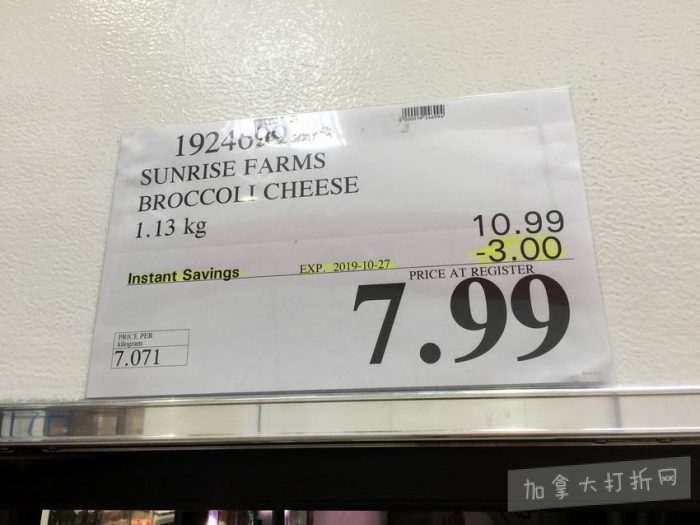 1924699
SUNRISE FARMS
BROCCOLI CHEESE
1.13 kg
10.99
-3.00
Instant Savings EXP. 2019-10-27
PRICE AT REGISTER
7.99
PRICE PER
kilogram
7.071
加拿大打折网